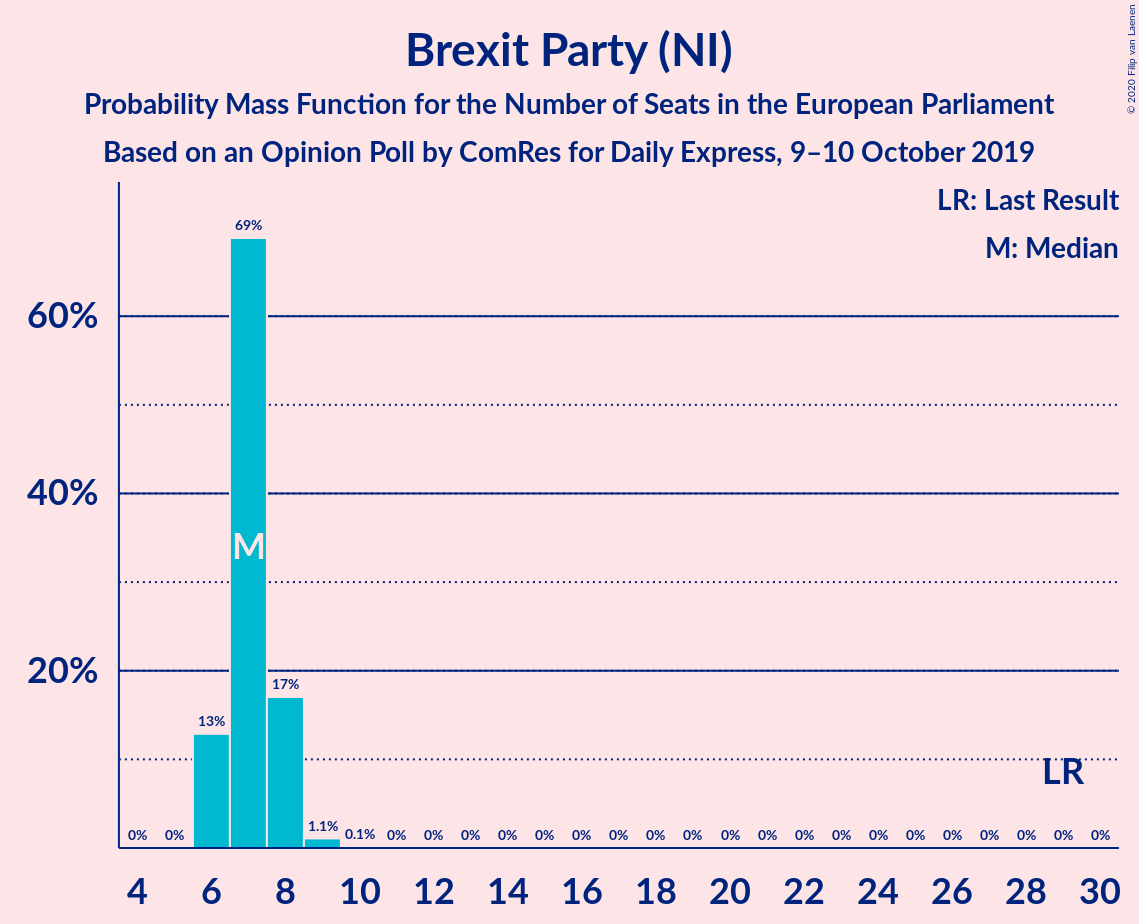 Brexit Party (NI)
Probability Mass Function for the Number of Seats in the European Parliament
Based on an Opinion Poll by ComRes for Daily Express, 9–10 October 2019
© 2020 Filip van Laenen
LR: Last Result
M: Median
60%
40%
20%
69%
M
17%
13%
LR
0% 0% 1.1% 0.1% 0% 0% 0% 0% 0% 0% 0% 0% 0% 0% 0% 0% 0% 0% 0% 0% 0% 0% 0% 0%
4 6 8 10 12 14 16 18 20 22 24 26 28 30